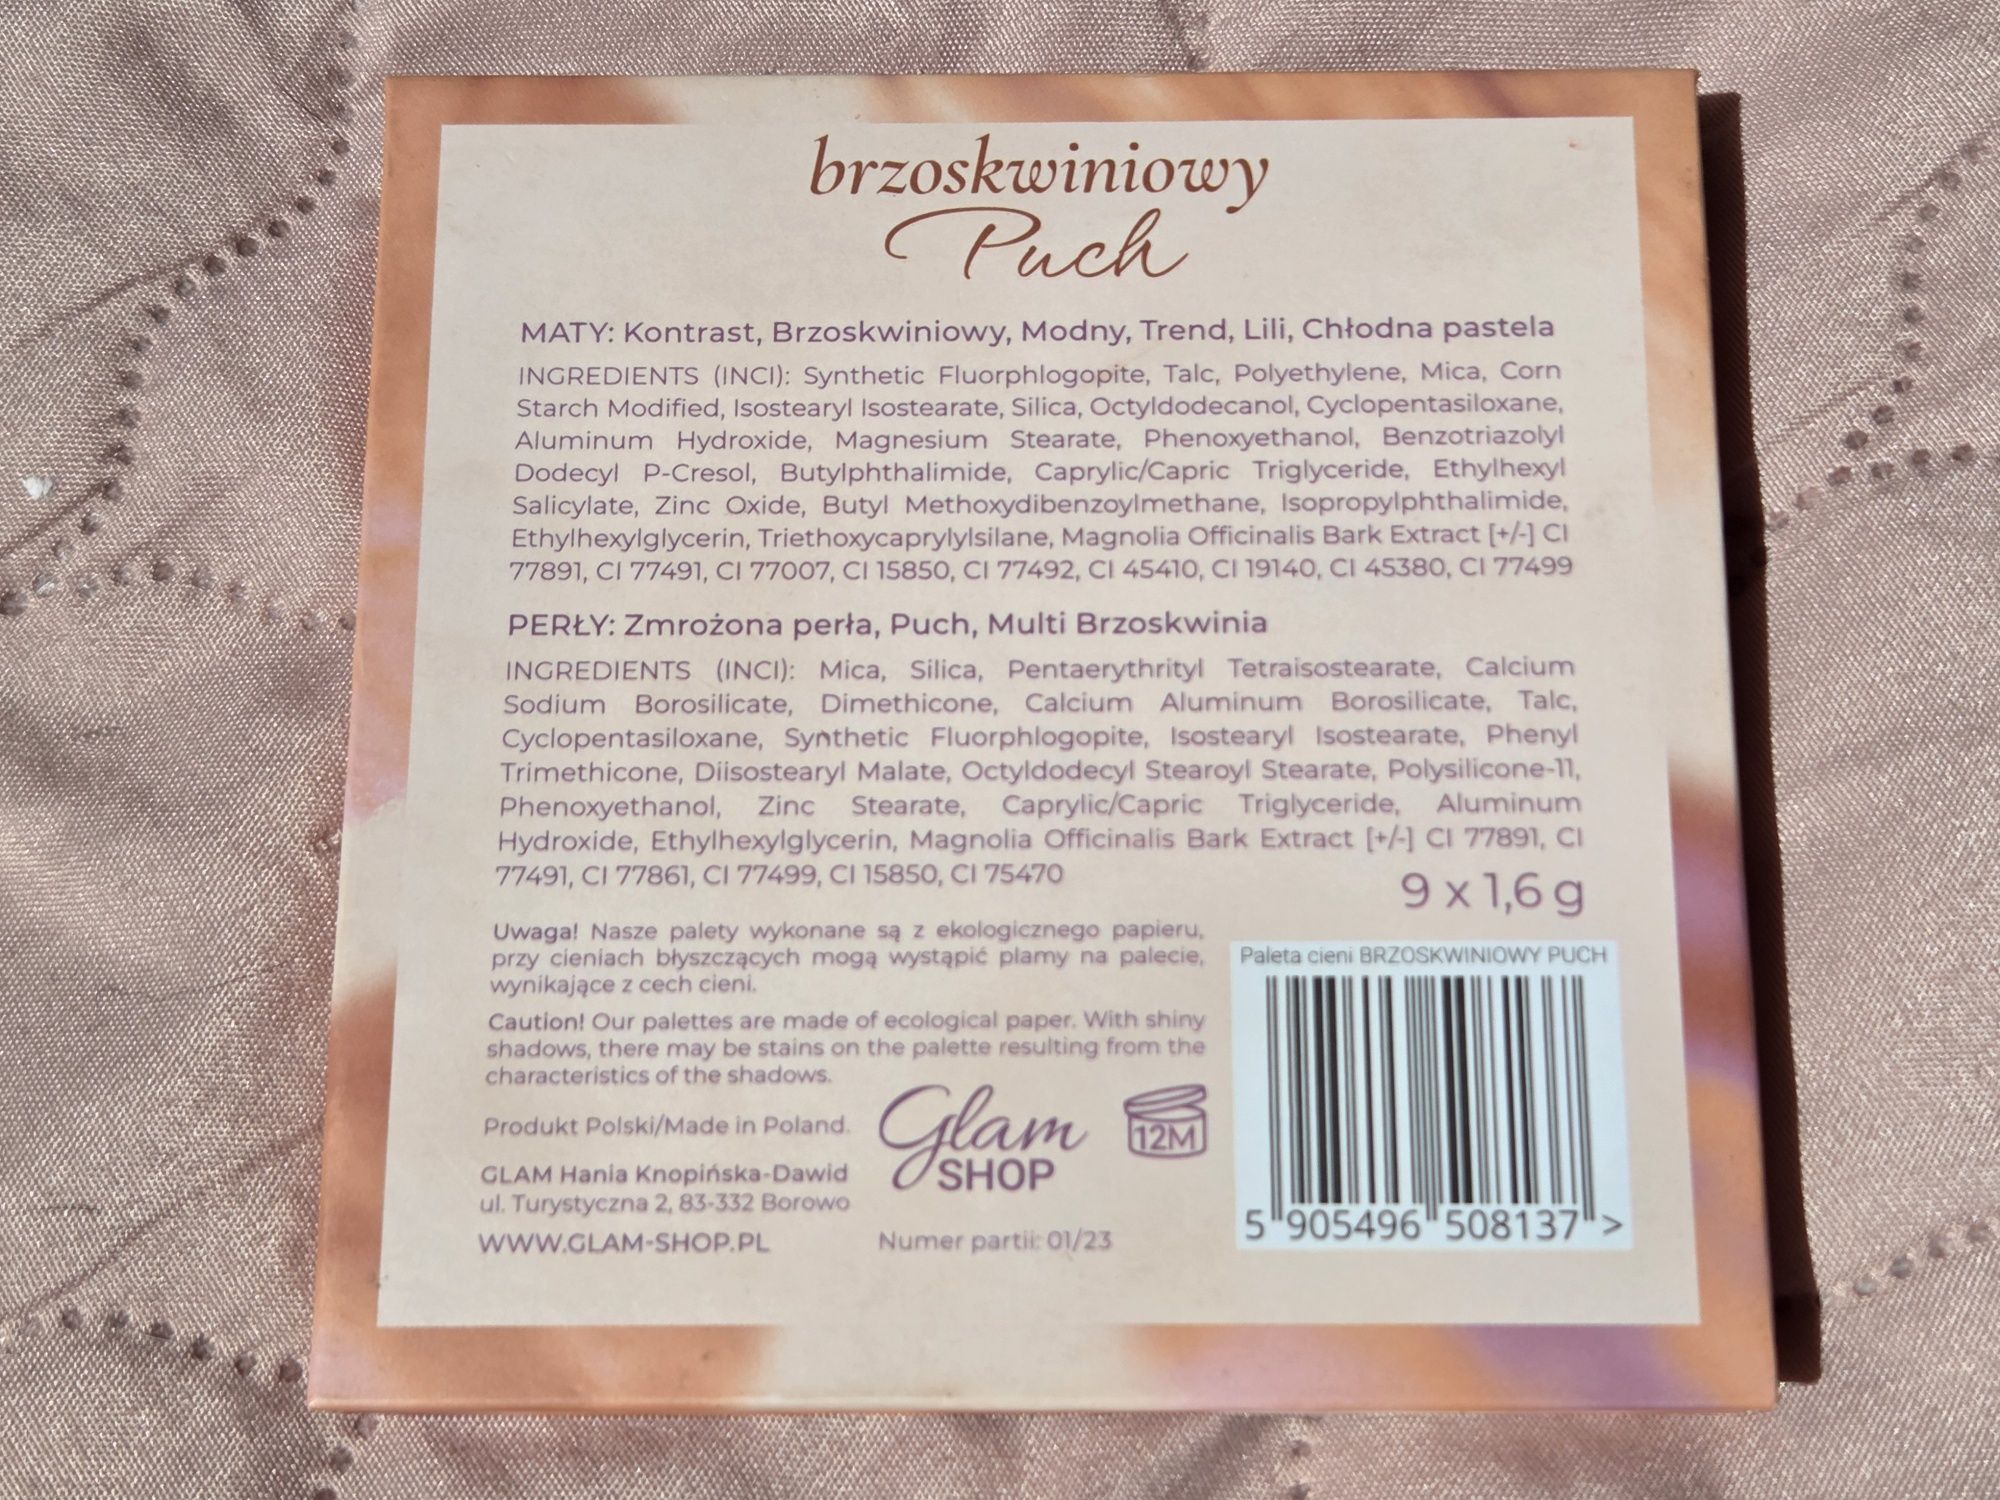 brzoskwiniowy
Puch
MATY: Kontrast, Brzoskwiniowy, Modny, Trend, Lili, Chłodna pastela
INGREDIENTS (INCI): Synthetic Fluorphlogopite, Talc, Polyethylene, Mica, Corn
Starch Modified, Isostearyl Isostearate, Silica, Octyldodecanol, Cyclopentasiloxane,
Aluminum Hydroxide, Magnesium Stearate, Phenoxyethanol, Benzotriazolyl
Dodecyl P-Cresol, Butylphthalimide, Caprylic/Capric Triglyceride, Ethylhexyl
Salicylate, Zinc Oxide, Butyl Methoxydibenzoylmethane, Isopropylphthalimide,
Ethylhexylglycerin, Triethoxycaprylylsilane, Magnolia Officinalis Bark Extract [+/-] CI
77891, CI 77491, CI 77007, CI 15850, CI 77492, CI 45410, CI 19140, CI 45380, CI 77499
PERŁY: Zmrożona perła, Puch, Multi Brzoskwinia
INGREDIENTS (INCI): Mica, Silica, Pentaerythrityl Tetraisostearate, Calcium
Sodium Borosilicate, Dimethicone, Calcium Aluminum Borosilicate, Talc,
Cyclopentasiloxane, Synthetic Fluorphlogopite, Isostearyl Isostearate, Phenyl
Trimethicone, Diisostearyl Malate, Octyldodecyl Stearoyl Stearate, Polysilicone-11,
Phenoxyethanol, Zinc Stearate, Caprylic/Capric Triglyceride, Aluminum
Hydroxide, Ethylhexylglycerin, Magnolia Officinalis Bark Extract [+/-] CI 77891, CI
77491, CI 77861, CI 77499, CI 15850, CI 75470
9 x 1,6 g
Uwaga! Nasze palety wykonane są z ekologicznego papieru,
przy cieniach błyszczących mogą wystąpić plamy na palecie,
wynikające z cech cieni.
Caution! Our palettes are made of ecological paper. With shiny
shadows, there may be stains on the palette resulting from the
characteristics of the shadows.
Produkt Polski/Made in Poland.
GLAM Hania Knopińska-Dawid
ul. Turystyczna 2, 83-332 Borowo
WWW.GLAM-SHOP.PL
Glam
SHOP
12M
Numer partii: 01/23
Paleta cieni BRZOSKWINIOWY PUCH
5 905496 508137 >